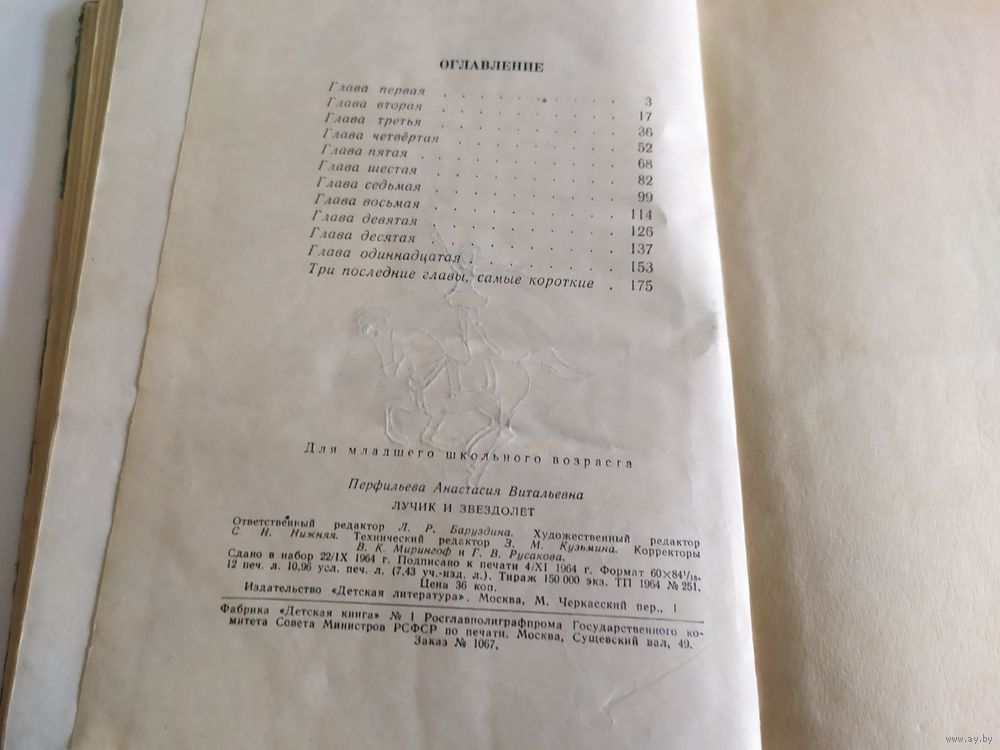 ОГЛАВЛЕНИЕ
Глава первая . . . . . . . . . . 3
Глава вторая . . . . . . . . . . 17
Глава третья . . . . . . . . . . 36
Глава четвёртая . . . . . . . . . 52
Глава пятая . . . . . . . . . . 68
Глава шестая . . . . . . . . . . 82
Глава седьмая . . . . . . . . . . 99
Глава восьмая . . . . . . . . . . 114
Глава девятая . . . . . . . . . . 126
Глава десятая . . . . . . . . . . 137
Глава одиннадцатая . . . . . . . . 153
Три последние главы, самые короткие . 175
Для младшего школьного возраста
Перфильева Анастасия Витальевна
ЛУЧИК И ЗВЕЗДОЛЕТ
Ответственный редактор Л. Р. Баруздина. Художественный редактор
С. Н. Нижняя. Технический редактор З. М. Кузьмина. Корректоры
В. К. Мирингоф и Г. В. Русакова.
Сдано в набор 22/IX 1964 г. Подписано к печати 4/XI 1964 г. Формат 60×84¹/₁₆.
12 печ. л. 10,96 усл. печ. л. (7,43 уч.-изд. л.). Тираж 150 000 экз. ТП 1964 № 251.
Цена 36 коп.
Издательство «Детская литература». Москва, М. Черкасский пер., 1.
Фабрика «Детская книга» № 1 Росглавполиграфпрома Государственного ко-
митета Совета Министров РСФСР по печати. Москва, Сущевский вал, 49.
Заказ № 1067.
www.ay.by